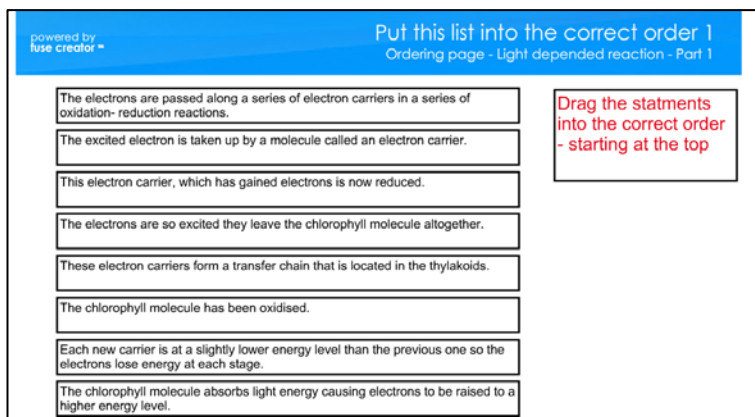 powered by
fuse creator ™
Put this list into the correct order 1
Ordering page - Light depended reaction - Part 1
The electrons are passed along a series of electron carriers in a series of
oxidation- reduction reactions.
The excited electron is taken up by a molecule called an electron carrier.
This electron carrier, which has gained electrons is now reduced.
The electrons are so excited they leave the chlorophyll molecule altogether.
These electron carriers form a transfer chain that is located in the thylakoids.
The chlorophyll molecule has been oxidised.
Each new carrier is at a slightly lower energy level than the previous one so the
electrons lose energy at each stage.
The chlorophyll molecule absorbs light energy causing electrons to be raised to a
higher energy level.
Drag the statments
into the correct order
- starting at the top